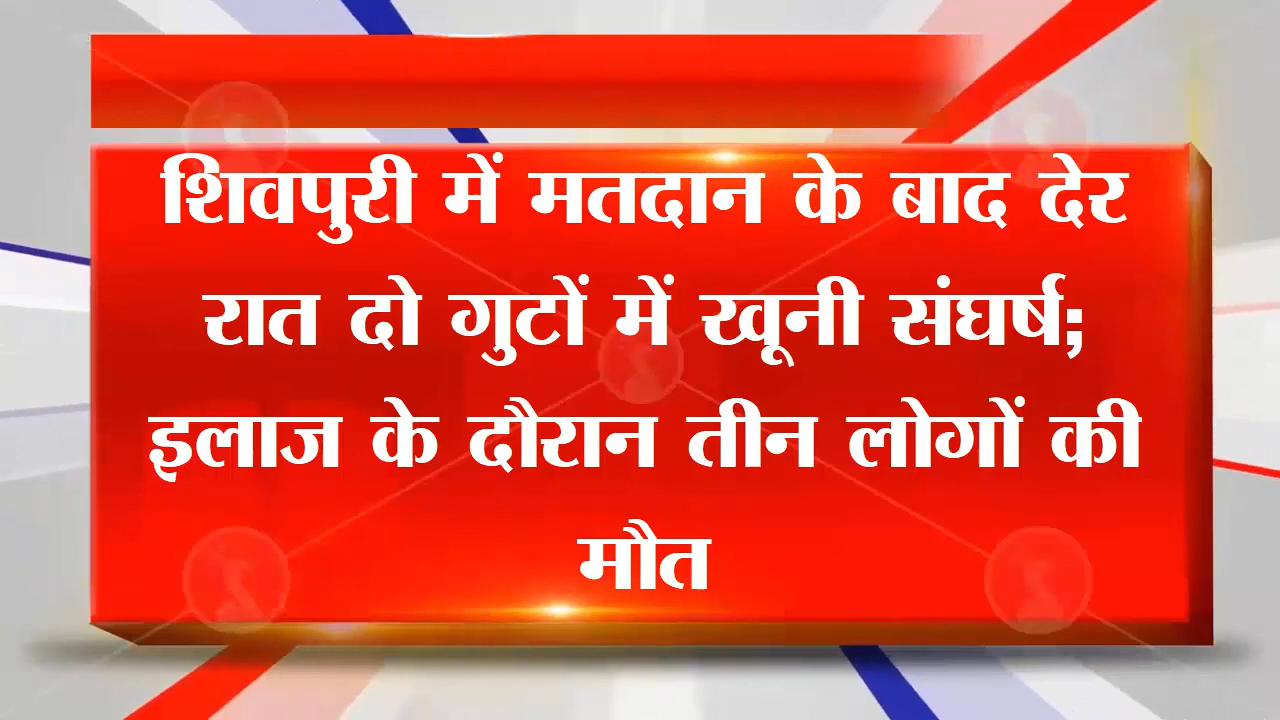 शिवपुरी में मतदान के बाद देर
रात दो गुटों में खूनी संघर्ष;
इलाज के दौरान तीन लोगों की
मौत